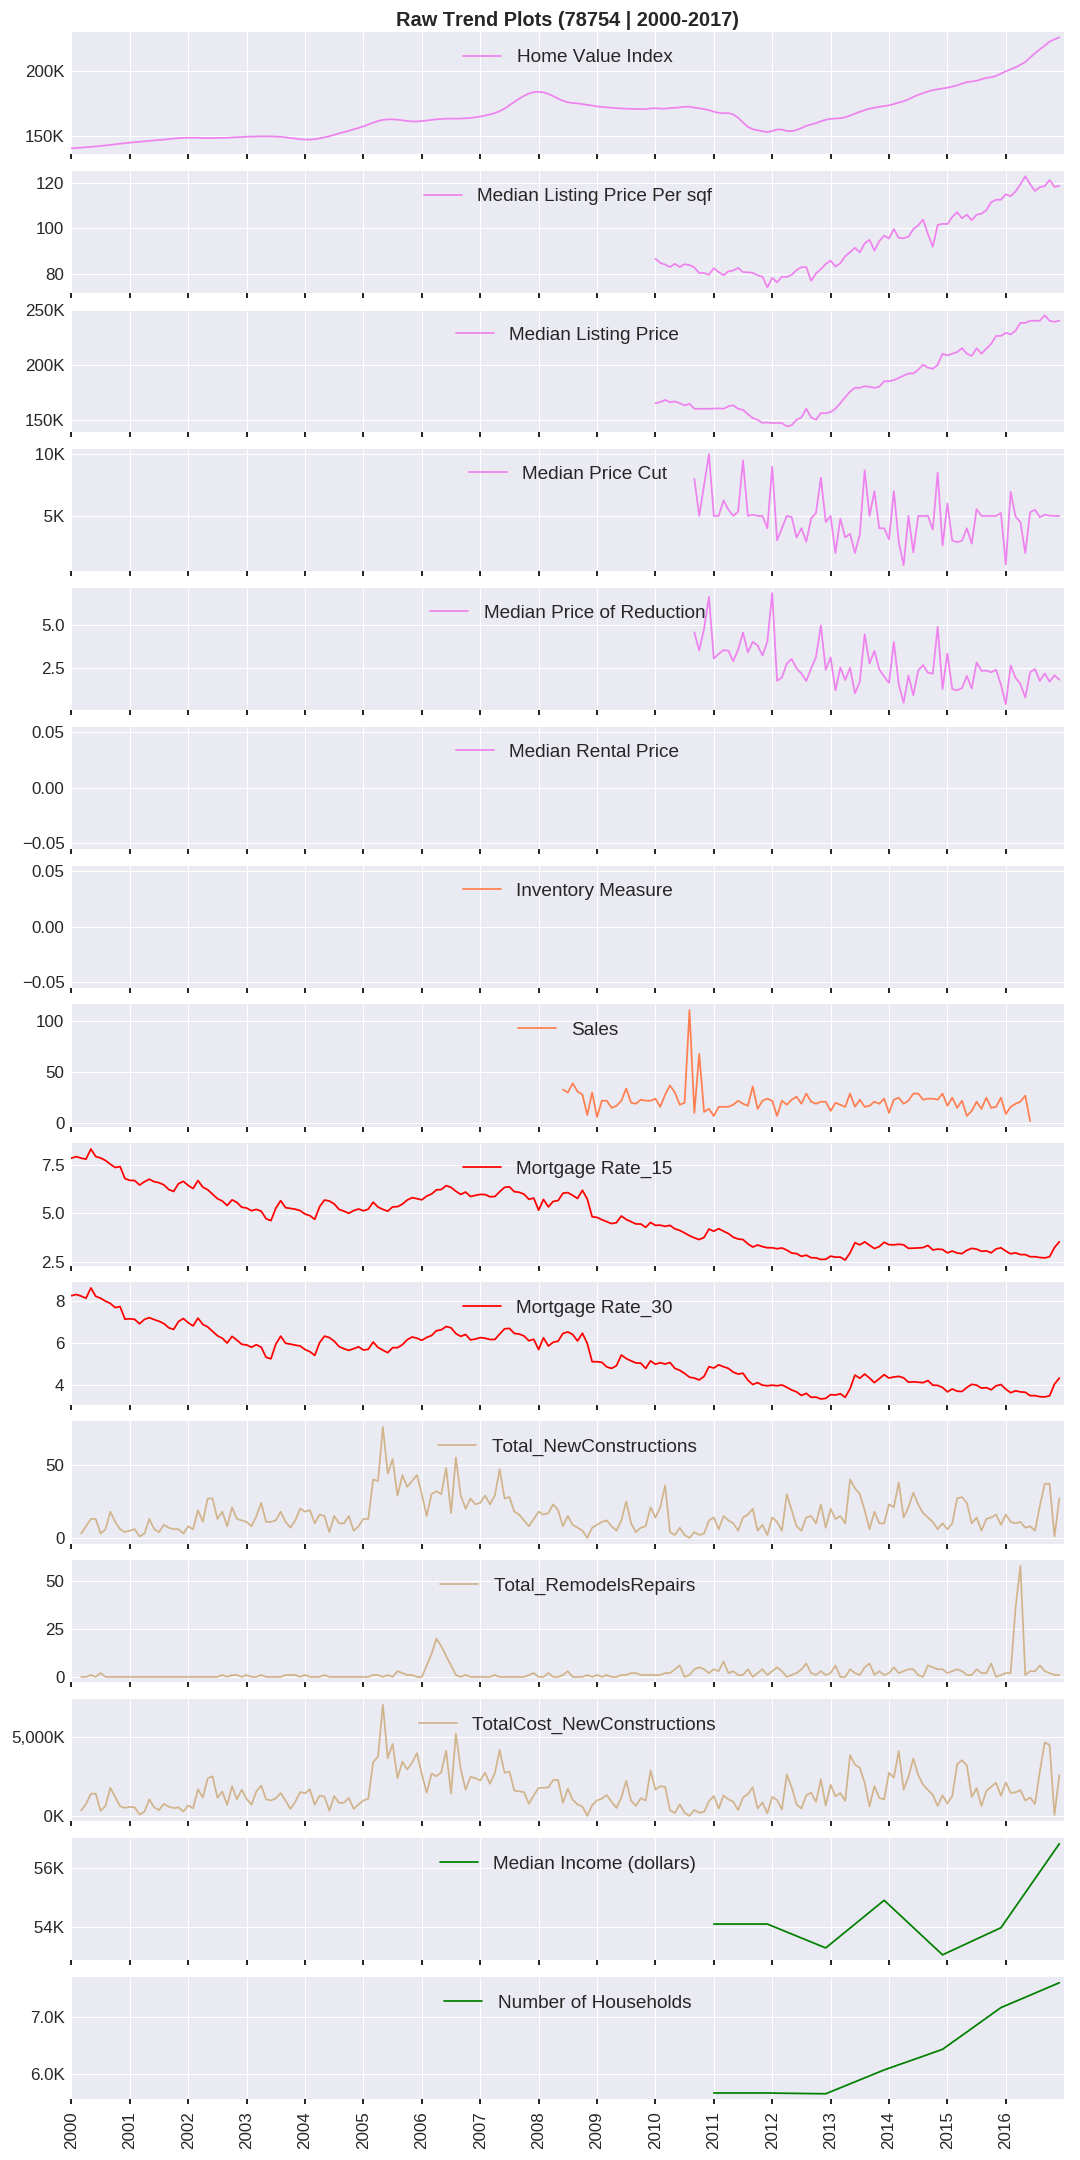 Raw Trend Plots (78754 | 2000-2017)
Home Value Index
200K
150K
Median Listing Price Per sqf
120
100
80
Median Listing Price
250K
200K
150K
Median Price Cut
10K
5K
Median Price of Reduction
5.0
2.5
Median Rental Price
0.05
0.00
−0.05
Inventory Measure
0.05
0.00
−0.05
Sales
100
50
0
Mortgage Rate_15
7.5
5.0
2.5
Mortgage Rate_30
8
6
4
Total_NewConstructions
50
0
Total_RemodelsRepairs
50
25
0
TotalCost_NewConstructions
5,000K
0K
Median Income (dollars)
56K
54K
Number of Households
7.0K
6.0K
2000 2001 2002 2003 2004 2005 2006 2007 2008 2009 2010 2011 2012 2013 2014 2015 2016